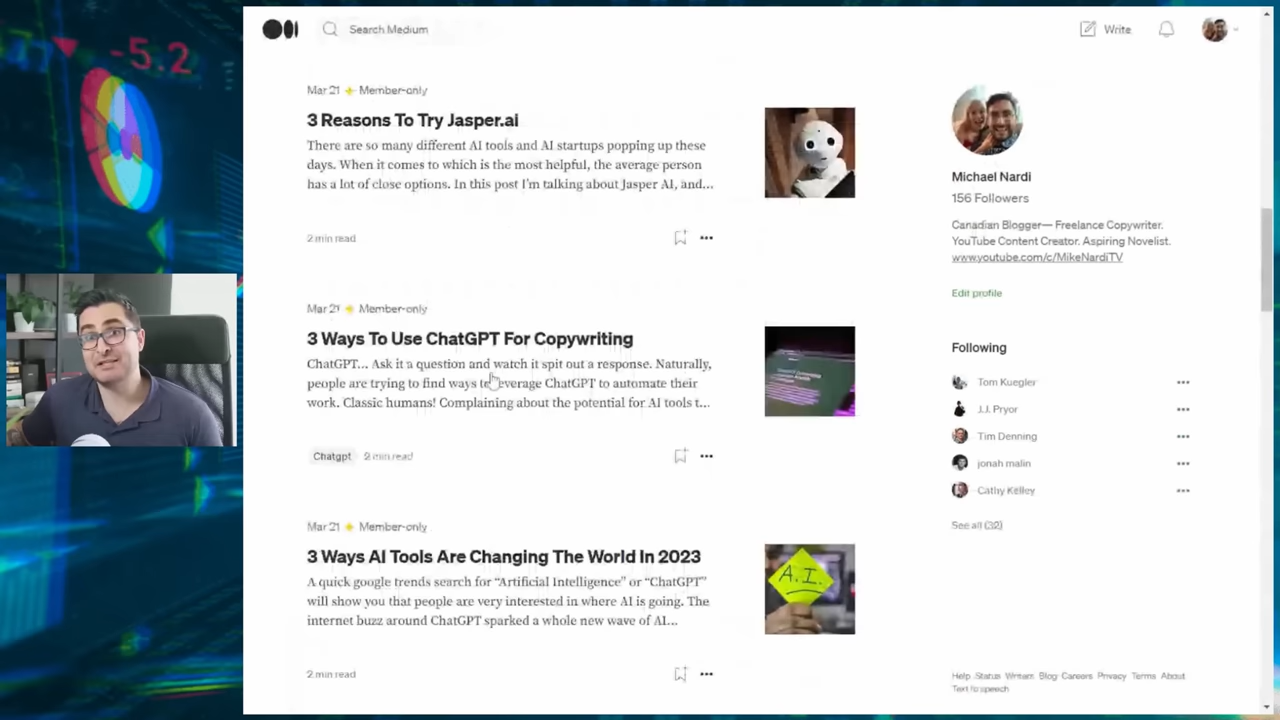 -5.2
Search Medium
Write
Mar 21 Member-only
3 Reasons To Try Jasper.ai
There are so many different AI tools and AI startups popping up these
days. When it comes to which is the most helpful, the average person
has a lot of close options. In this post I'm talking about Jasper AI, and...
2 min read
Mar 21 Member-only
3 Ways To Use ChatGPT For Copywriting
ChatGPT... Ask it a question and watch it spit out a response. Naturally,
people are trying to find ways to leverage ChatGPT to automate their
work. Classic humans! Complaining about the potential for AI tools t...
Chatgpt 2 min read
Mar 21 Member-only
3 Ways AI Tools Are Changing The World In 2023
A quick google trends search for “Artificial Intelligence” or “ChatGPT”
will show you that people are very interested in where AI is going. The
internet buzz around ChatGPT sparked a whole new wave of AI...
2 min read
A.I.
Michael Nardi
156 Followers
Canadian Blogger— Freelance Copywriter.
YouTube Content Creator. Aspiring Novelist.
www.youtube.com/c/MikeNardiTV
Edit profile
Following
Tom Kuegler
J.J. Pryor
Tim Denning
jonah malin
Cathy Kelley
See all (32)
Help Status Writers Blog Careers Privacy Terms About
Text to speech